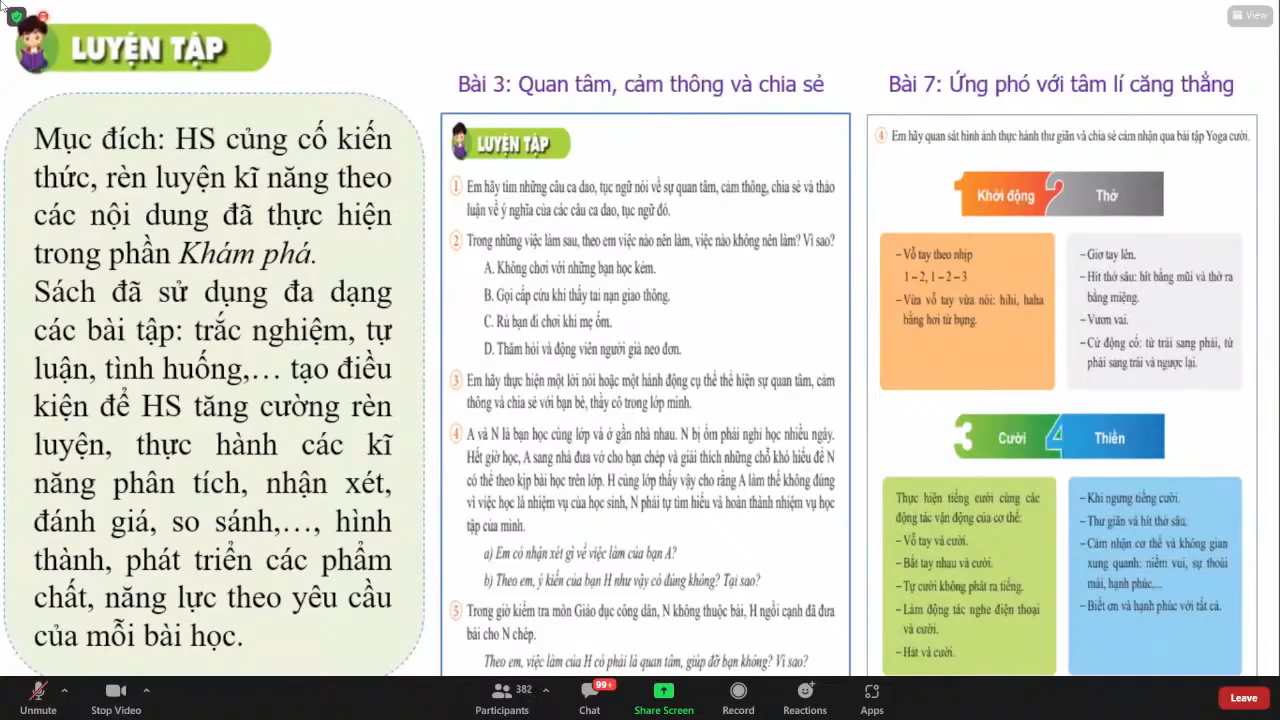 View
LUYỆN TẬP
Mục đích: HS củng cố kiến
thức, rèn luyện kĩ năng theo
các nội dung đã thực hiện
trong phần Khám phá.
Sách đã sử dụng đa dạng
các bài tập: trắc nghiệm, tự
luận, tình huống,… tạo điều
kiện để HS tăng cường rèn
luyện, thực hành các kĩ
năng phân tích, nhận xét,
đánh giá, so sánh,…, hình
thành, phát triển các phẩm
chất, năng lực theo yêu cầu
của mỗi bài học.
Bài 3: Quan tâm, cảm thông và chia sẻ
LUYỆN TẬP
1 Em hãy tìm những câu ca dao, tục ngữ nói về sự quan tâm, cảm thông, chia sẻ và thảo
luận về ý nghĩa của các câu ca dao, tục ngữ đó.
2 Trong những việc làm sau, theo em việc nào nên làm, việc nào không nên làm? Vì sao?
A. Không chơi với những bạn học kém.
B. Gọi cấp cứu khi thấy tai nạn giao thông.
C. Rủ bạn đi chơi khi mẹ ốm.
D. Thăm hỏi và động viên người già neo đơn.
3 Em hãy thực hiện một lời nói hoặc một hành động cụ thể thể hiện sự quan tâm, cảm
thông và chia sẻ với bạn bè, thầy cô trong lớp mình.
4 A và N là bạn học cùng lớp và ở gần nhà nhau. N bị ốm phải nghỉ học nhiều ngày.
Hết giờ học, A sang nhà đưa vở cho bạn chép và giải thích những chỗ khó hiểu để N
có thể theo kịp bài học trên lớp. H cùng lớp thấy vậy cho rằng A làm thế không đúng
vì việc học là nhiệm vụ của học sinh, N phải tự tìm hiểu và hoàn thành nhiệm vụ học
tập của mình.
a) Em có nhận xét gì về việc làm của bạn A?
b) Theo em, ý kiến của bạn H như vậy có đúng không? Tại sao?
5 Trong giờ kiểm tra môn Giáo dục công dân, N không thuộc bài, H ngồi cạnh đã đưa
bài cho N chép.
Theo em, việc làm của H có phải là quan tâm, giúp đỡ bạn không? Vì sao?
Bài 7: Ứng phó với tâm lí căng thẳng
4 Em hãy quan sát hình ảnh thực hành thư giãn và chia sẻ cảm nhận qua bài tập Yoga cười.
1 Khởi động 2 Thở
– Vỗ tay theo nhịp
1 – 2, 1 – 2 – 3
– Vừa vỗ tay vừa nói: hihi, haha
bằng hơi từ bụng.
– Giơ tay lên.
– Hít thở sâu: hít bằng mũi và thở ra
bằng miệng.
– Vươn vai.
– Cử động cổ: từ trái sang phải, từ
phải sang trái và ngược lại.
3 Cười 4 Thiền
Thực hiện tiếng cười cùng các
động tác vận động của cơ thể:
– Vỗ tay và cười.
– Bắt tay nhau và cười.
– Tự cười không phát ra tiếng.
– Làm động tác nghe điện thoại
và cười.
– Hát và cười.
– Khi ngưng tiếng cười.
– Thư giãn và hít thở sâu.
– Cảm nhận cơ thể và không gian
xung quanh: niềm vui, sự thoải
mái, hạnh phúc,...
– Biết ơn và hạnh phúc với tất cả.
Unmute
Stop Video
382
Participants
99+
Chat
Share Screen
Record
Reactions
Apps
Leave